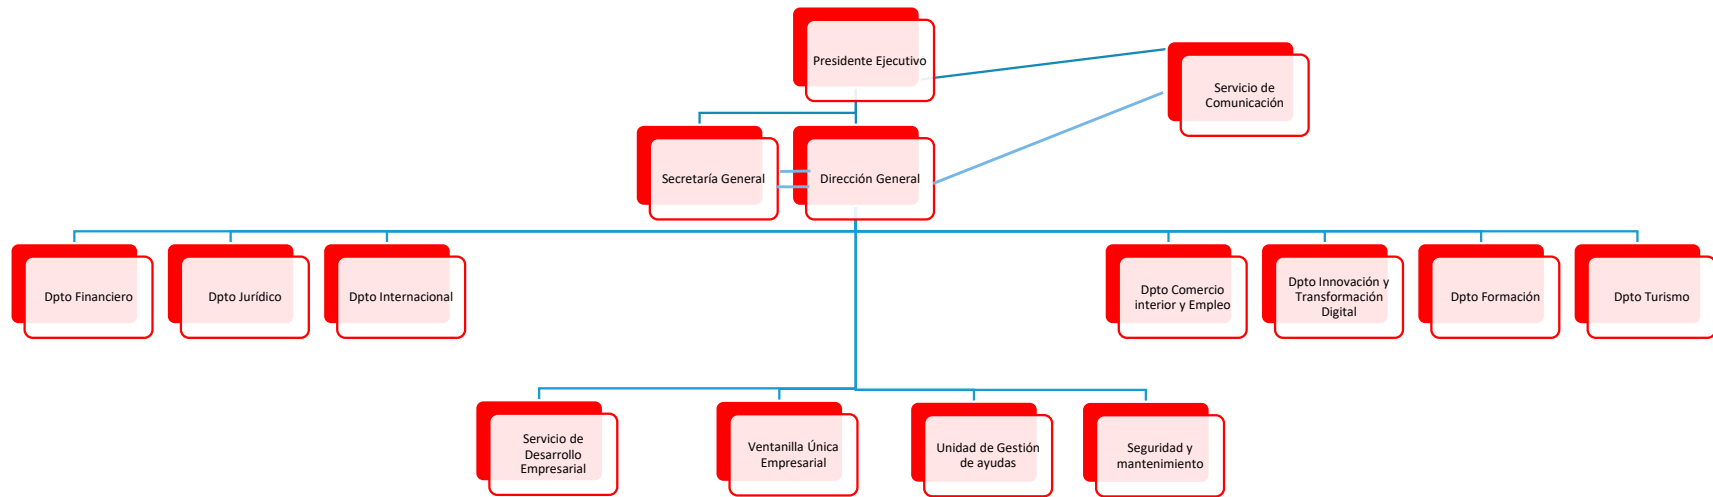 Presidente Ejecutivo
Servicio de
Comunicación
Secretaría General
Dirección General
Dpto Financiero
Dpto Jurídico
Dpto Internacional
Dpto Comercio
interior y Empleo
Dpto Innovación y
Transformación
Digital
Dpto Formación
Dpto Turismo
Servicio de
Desarrollo
Empresarial
Ventanilla Única
Empresarial
Unidad de Gestión
de ayudas
Seguridad y
mantenimiento